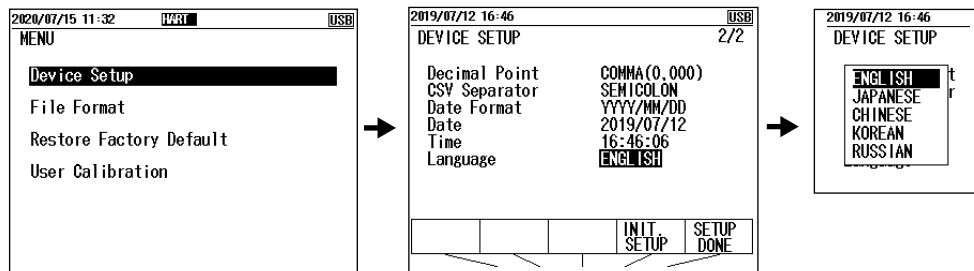 2020/07/15 11:32 HART USB
MENU
Device Setup
File Format
Restore Factory Default
User Calibration
2019/07/12 16:46 USB
DEVICE SETUP 2/2
Decimal Point COMMA(0,000)
CSV Separator SEMICOLON
Date Format YYYY/MM/DD
Date 2019/07/12
Time 16:46:06
Language ENGLISH
INIT. SETUP
SETUP DONE
2019/07/12 16:46
DEVICE SETUP
ENGLISH
JAPANESE
CHINESE
KOREAN
RUSSIAN